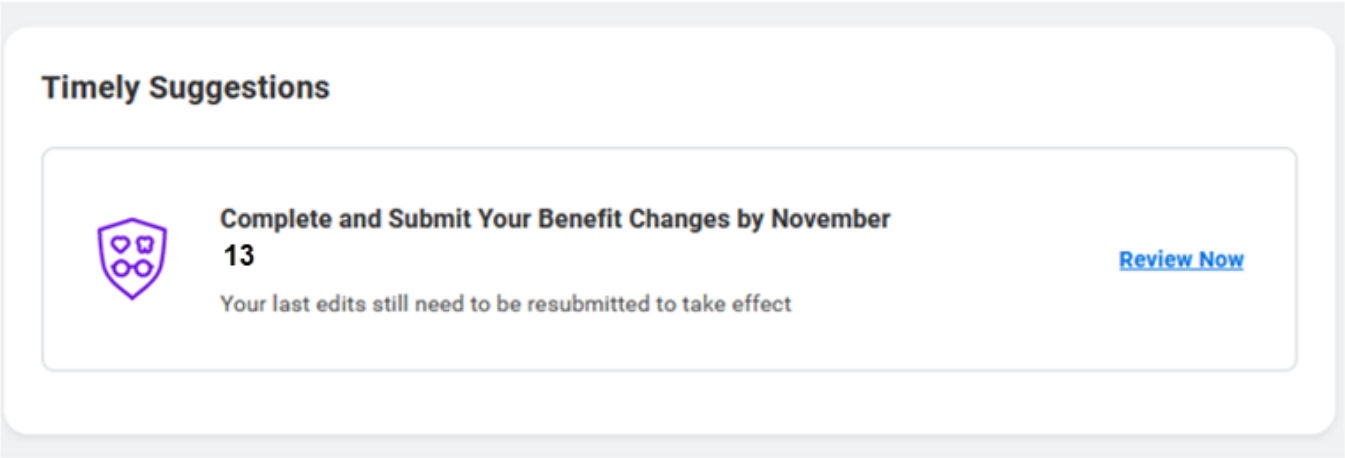 Timely Suggestions
Complete and Submit Your Benefit Changes by November
13
Review Now
Your last edits still need to be resubmitted to take effect